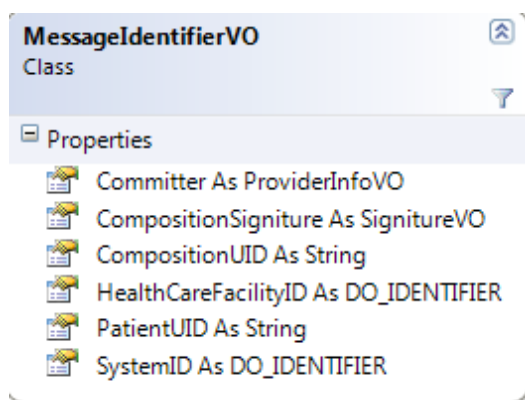 MessageIdentifierVO
Class
Properties
Committer As ProviderInfoVO
CompositionSigniture As SignitureVO
CompositionUID As String
HealthCareFacilityID As DO_IDENTIFIER
PatientUID As String
SystemID As DO_IDENTIFIER